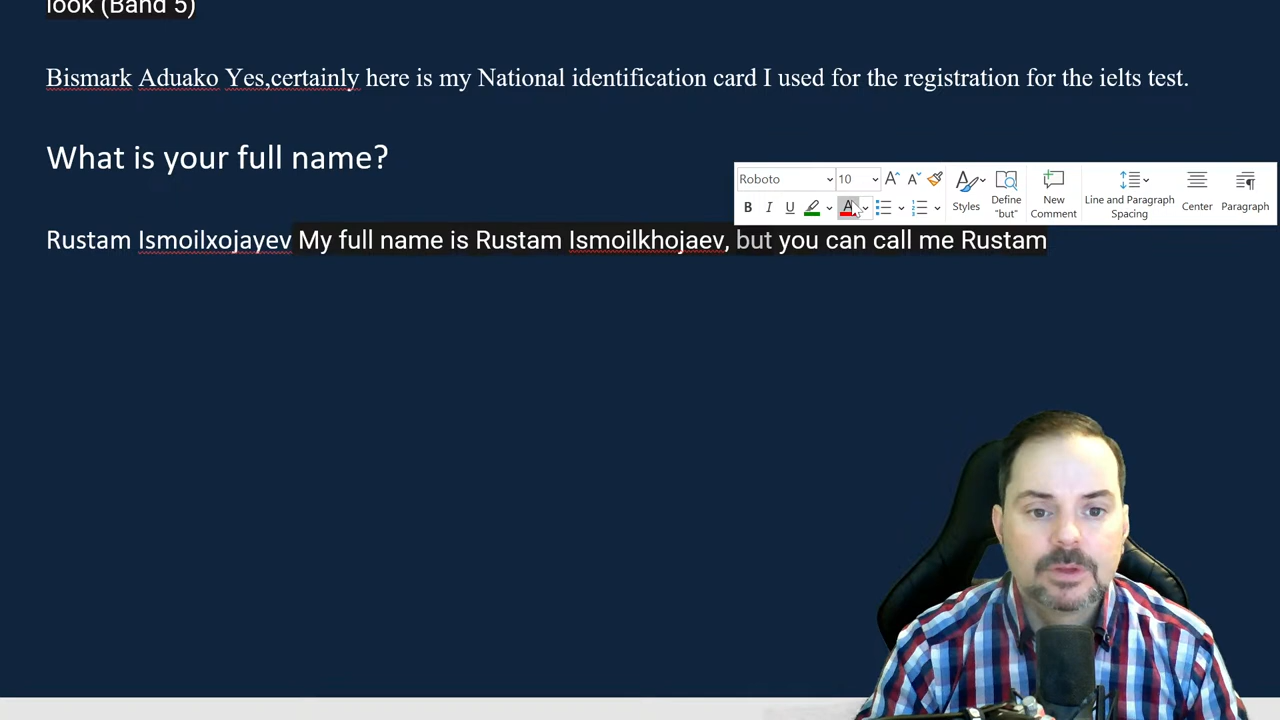 look (Band 5)
Bismark Aduako Yes,certainly here is my National identification card I used for the registration for the ielts test.
What is your full name?
Roboto 10
Styles Define "but" New Comment Line and Paragraph Spacing Center Paragraph
Rustam Ismoilxojayev My full name is Rustam Ismoilkhojaev, but you can call me Rustam